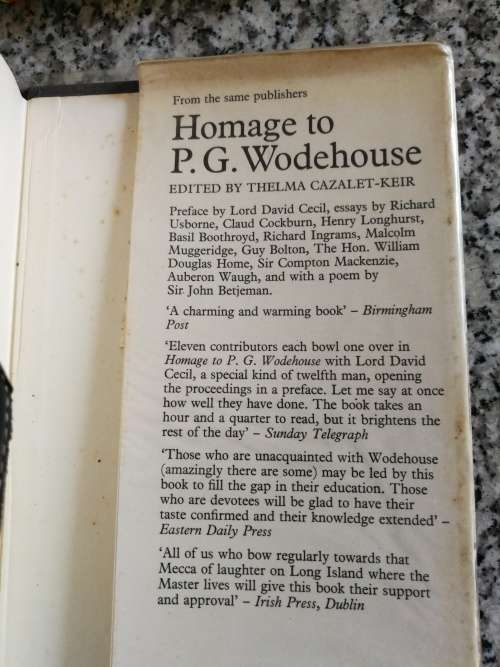 From the same publishers
Homage to
P. G. Wodehouse
EDITED BY THELMA CAZALET-KEIR
Preface by Lord David Cecil, essays by Richard
Usborne, Claud Cockburn, Henry Longhurst,
Basil Boothroyd, Richard Ingrams, Malcolm
Muggeridge, Guy Bolton, The Hon. William
Douglas Home, Sir Compton Mackenzie,
Auberon Waugh, and with a poem by
Sir John Betjeman.
‘A charming and warming book’ – Birmingham
Post
‘Eleven contributors each bowl one over in
Homage to P. G. Wodehouse with Lord David
Cecil, a special kind of twelfth man, opening
the proceedings in a preface. Let me say at once
how well they have done. The book takes an
hour and a quarter to read, but it brightens the
rest of the day’ – Sunday Telegraph
‘Those who are unacquainted with Wodehouse
(amazingly there are some) may be led by this
book to fill the gap in their education. Those
who are devotees will be glad to have their
taste confirmed and their knowledge extended’ –
Eastern Daily Press
‘All of us who bow regularly towards that
Mecca of laughter on Long Island where the
Master lives will give this book their support
and approval’ – Irish Press, Dublin